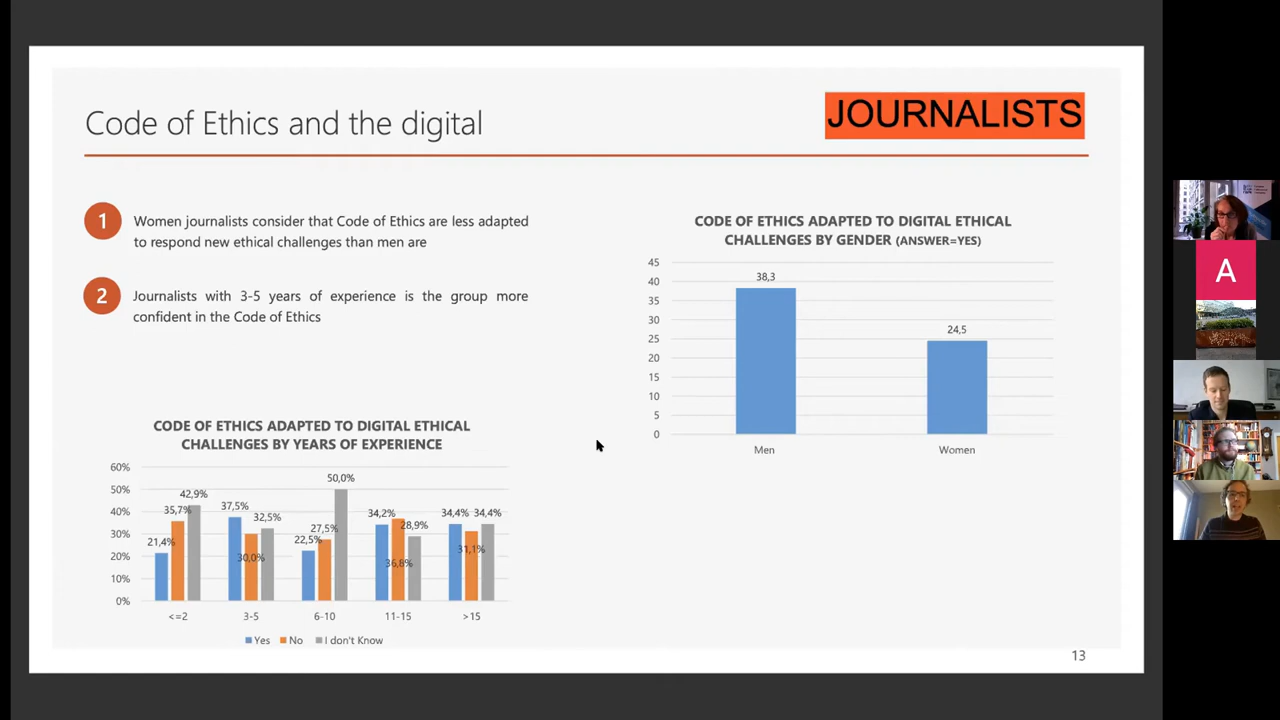 Code of Ethics and the digital
JOURNALISTS
1
Women journalists consider that Code of Ethics are less adapted
to respond new ethical challenges than men are
2
Journalists with 3-5 years of experience is the group more
confident in the Code of Ethics
CODE OF ETHICS ADAPTED TO DIGITAL ETHICAL
CHALLENGES BY GENDER (ANSWER=YES)
45
40
35
30
25
20
15
10
5
0
38,3
24,5
Men
Women
CODE OF ETHICS ADAPTED TO DIGITAL ETHICAL
CHALLENGES BY YEARS OF EXPERIENCE
60%
50%
40%
30%
20%
10%
0%
21,4%
35,7%
42,9%
37,5%
30,0%
32,5%
22,5%
27,5%
50,0%
34,2%
36,8%
28,9%
34,4%
31,1%
34,4%
<=2
3-5
6-10
11-15
>15
Yes
No
I don't Know
13
A